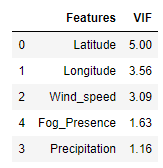 Features VIF
0 Latitude 5.00
1 Longitude 3.56
2 Wind_speed 3.09
4 Fog_Presence 1.63
3 Precipitation 1.16